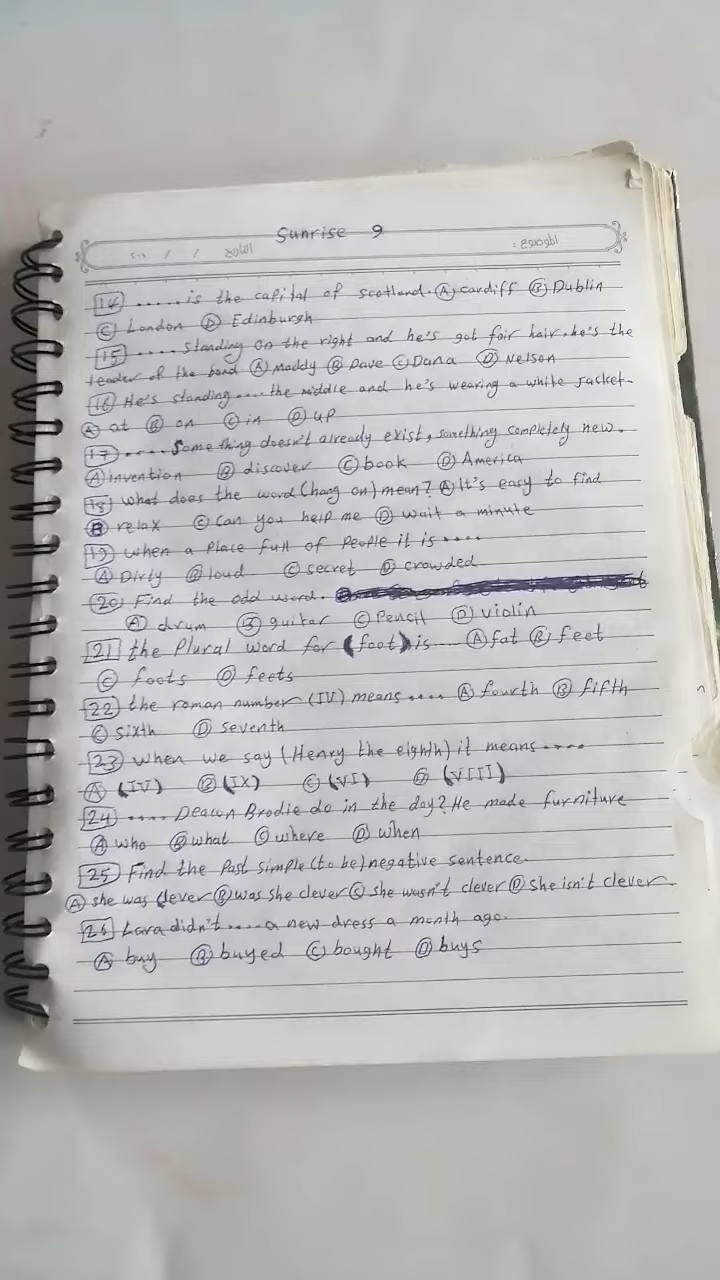 Sunrise 9
الموضوع : التاريخ / / ٢٠٠
14 ..... is the capital of scotland. Ⓐ cardiff Ⓑ Dublin
Ⓒ London Ⓓ Edinburgh
15 .... standing on the right and he's got fair hair, he's the
leader of the band Ⓐ Maddy Ⓑ Dave Ⓒ Dana Ⓓ Nelson
16 He's standing .... the middle and he's wearing a white jacket.
Ⓐ at Ⓑ on Ⓒ in Ⓓ up
17 ..... Something doesn't already exist, something completely new.
Ⓐ invention Ⓑ discover Ⓒ book Ⓓ America
18 what does the word (hang on) mean? Ⓐ It's easy to find
Ⓑ relax Ⓒ can you help me Ⓓ wait a minute
19 when a place full of people it is ....
Ⓐ Dirty Ⓑ loud Ⓒ secret Ⓓ crowded
20 Find the odd word.
Ⓐ drum Ⓑ guitar Ⓒ Pencil Ⓓ violin
21 the Plural word for (foot) is .... Ⓐ fat Ⓑ feet
Ⓒ foots Ⓓ feets
22 the roman number (IV) means .... Ⓐ fourth Ⓑ fifth
Ⓒ sixth Ⓓ seventh
23 when we say (Henry the eighth) it means ....
Ⓐ (IV) Ⓑ (IX) Ⓒ (VI) Ⓓ (VIII)
24 .... Deacon Brodie do in the day? He made furniture
Ⓐ who Ⓑ what Ⓒ where Ⓓ when
25 Find the Past simple (to be) negative sentence.
Ⓐ she was clever Ⓑ was she clever Ⓒ she wasn't clever Ⓓ she isn't clever.
26 Lara didn't .... a new dress a month ago.
Ⓐ buy Ⓑ buyed Ⓒ bought Ⓓ buys